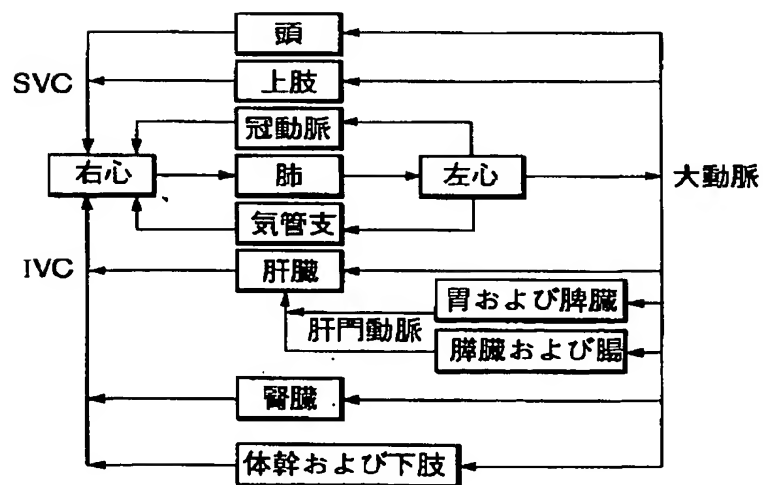 頭
SVC
上肢
冠動脈
右心
肺
左心
大動脈
気管支
IVC
肝臓
胃および脾臓
肝門動脈
膵臓および腸
腎臓
体幹および下肢